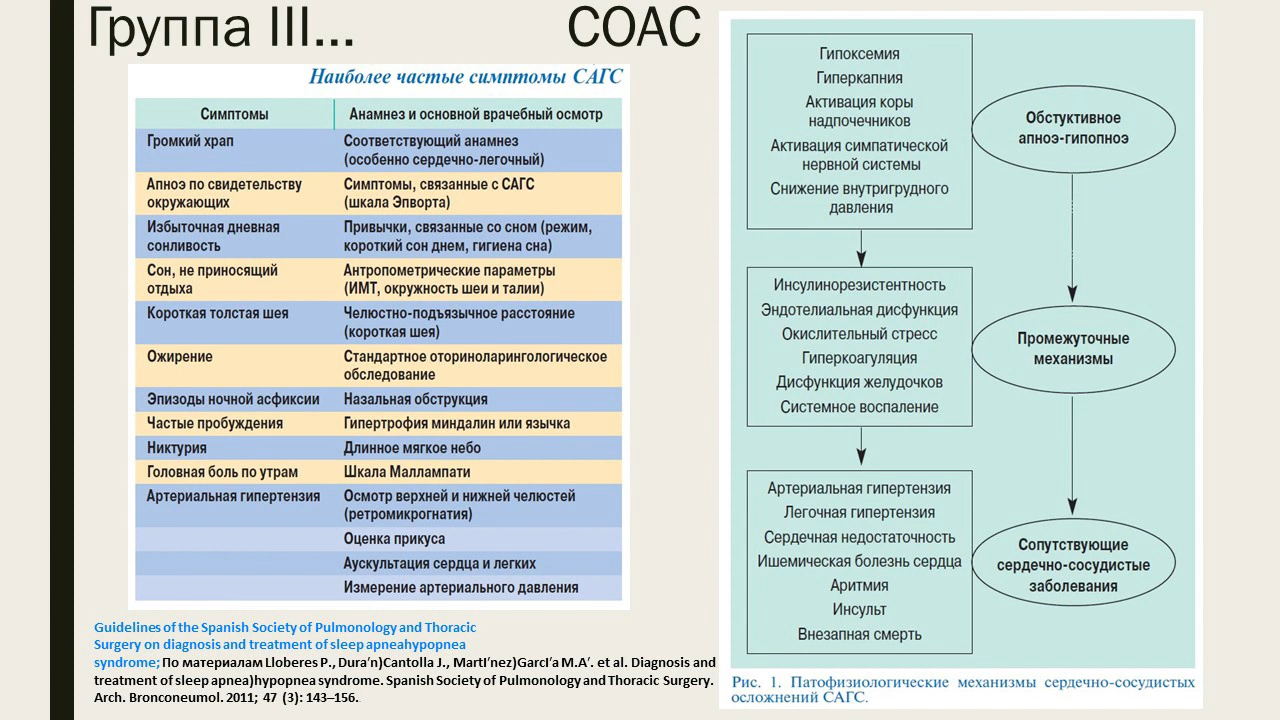 Группа III...
СОАС
Наиболее частые симптомы САГС
Симптомы
Анамнез и основной врачебный осмотр
Громкий храп
Соответствующий анамнез
(особенно сердечно-легочный)
Апноэ по свидетельству
окружающих
Симптомы, связанные с САГС
(шкала Эпворта)
Избыточная дневная
сонливость
Привычки, связанные со сном (режим,
короткий сон днем, гигиена сна)
Сон, не приносящий
отдыха
Антропометрические параметры
(ИМТ, окружность шеи и талии)
Короткая толстая шея
Челюстно-подъязычное расстояние
(короткая шея)
Ожирение
Стандартное оториноларингологическое
обследование
Эпизоды ночной асфиксии
Назальная обструкция
Частые пробуждения
Гипертрофия миндалин или язычка
Никтурия
Длинное мягкое небо
Головная боль по утрам
Шкала Маллампати
Артериальная гипертензия
Осмотр верхней и нижней челюстей
(ретромикрогнатия)
Оценка прикуса
Аускультация сердца и легких
Измерение артериального давления
Guidelines of the Spanish Society of Pulmonology and Thoracic
Surgery on diagnosis and treatment of sleep apneahypopnea
syndrome; По материалам Lloberes P., Dura′n)Cantolla J., MartI′nez)GarcI′a M.A′. et al. Diagnosis and
treatment of sleep apnea)hypopnea syndrome. Spanish Society of Pulmonology and Thoracic Surgery.
Arch. Bronconeumol. 2011; 47 (3): 143–156.
Гипоксемия
Гиперкапния
Активация коры
надпочечников
Активация симпатической
нервной системы
Снижение внутригрудного
давления
Обстуктивное
апноэ-гипопноэ
Инсулинорезистентность
Эндотелиальная дисфункция
Окислительный стресс
Гиперкоагуляция
Дисфункция желудочков
Системное воспаление
Промежуточные
механизмы
Артериальная гипертензия
Легочная гипертензия
Сердечная недостаточность
Ишемическая болезнь сердца
Аритмия
Инсульт
Внезапная смерть
Сопутствующие
сердечно-сосудистые
заболевания
Рис. 1. Патофизиологические механизмы сердечно-сосудистых
осложнений САГС.